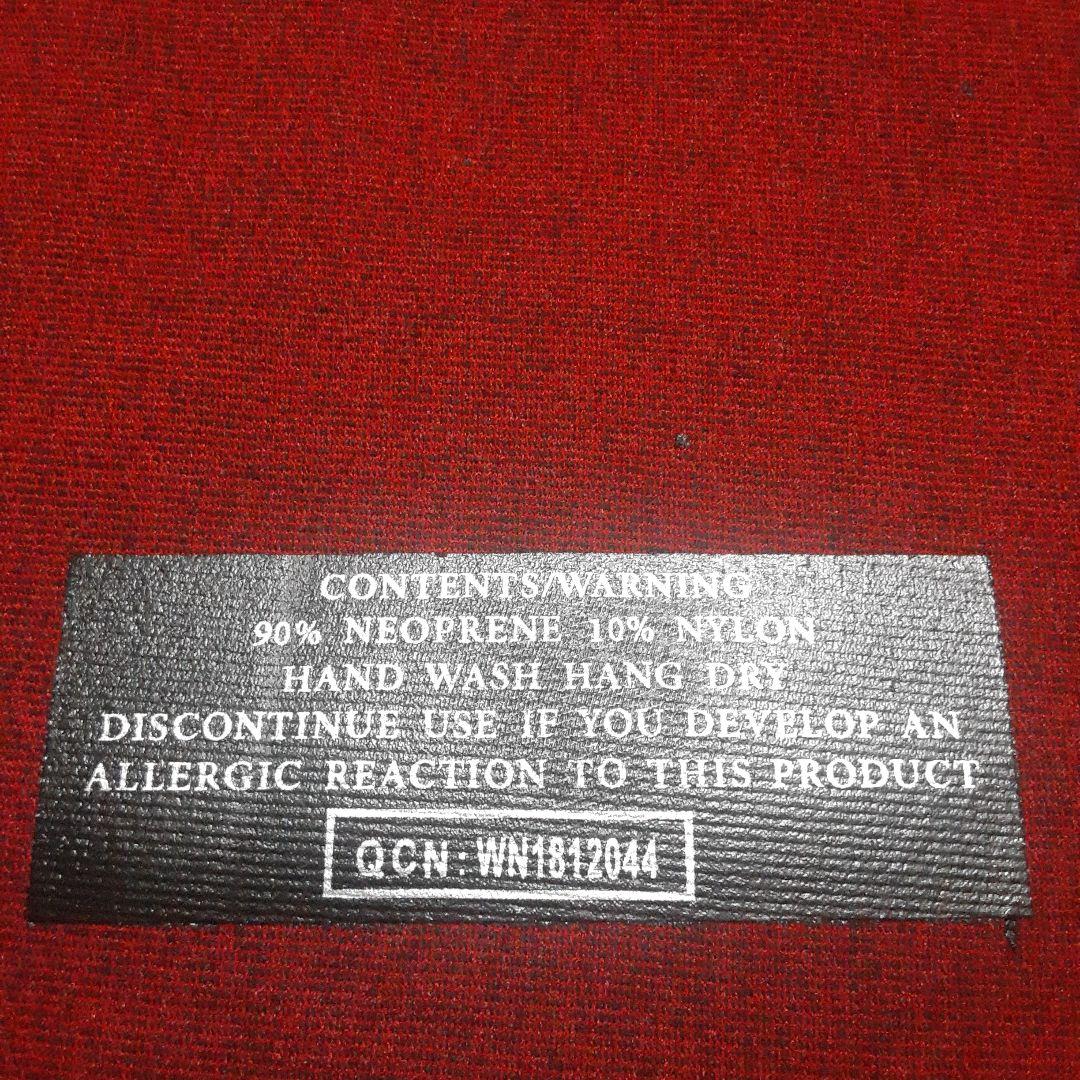 CONTENTS/WARNING
90% NEOPRENE 10% NYLON
HAND WASH HANG DRY
DISCONTINUE USE IF YOU DEVELOP AN
ALLERGIC REACTION TO THIS PRODUCT
QCN: WN1812044